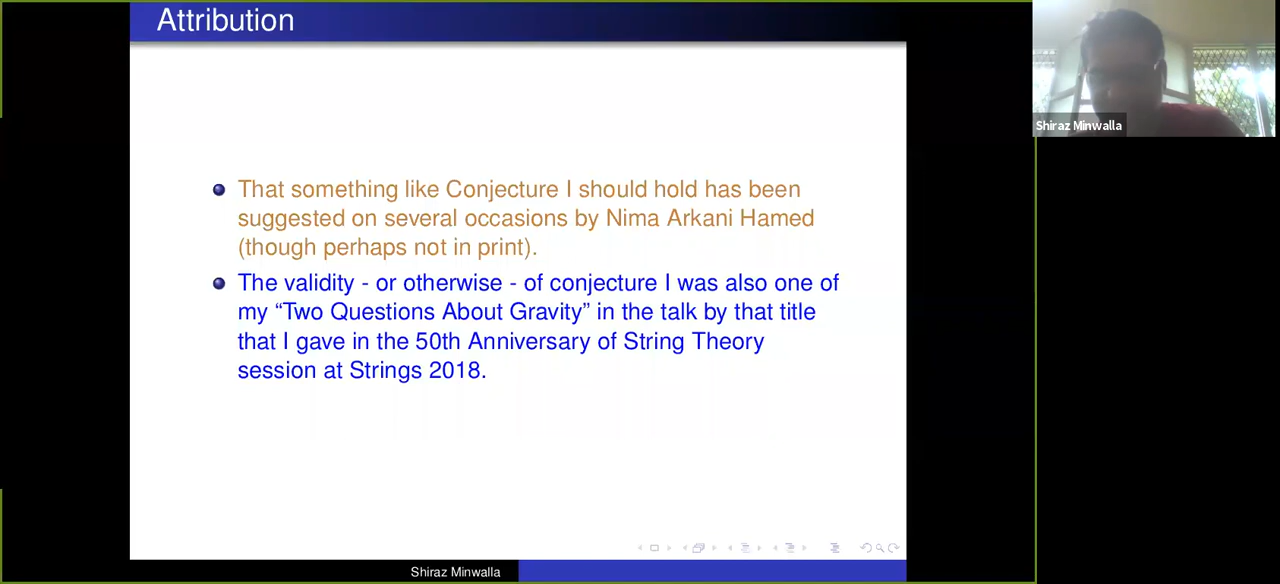 Attribution
Shiraz Minwalla
That something like Conjecture I should hold has been
suggested on several occasions by Nima Arkani Hamed
(though perhaps not in print).
The validity - or otherwise - of conjecture I was also one of
my “Two Questions About Gravity” in the talk by that title
that I gave in the 50th Anniversary of String Theory
session at Strings 2018.
Shiraz Minwalla